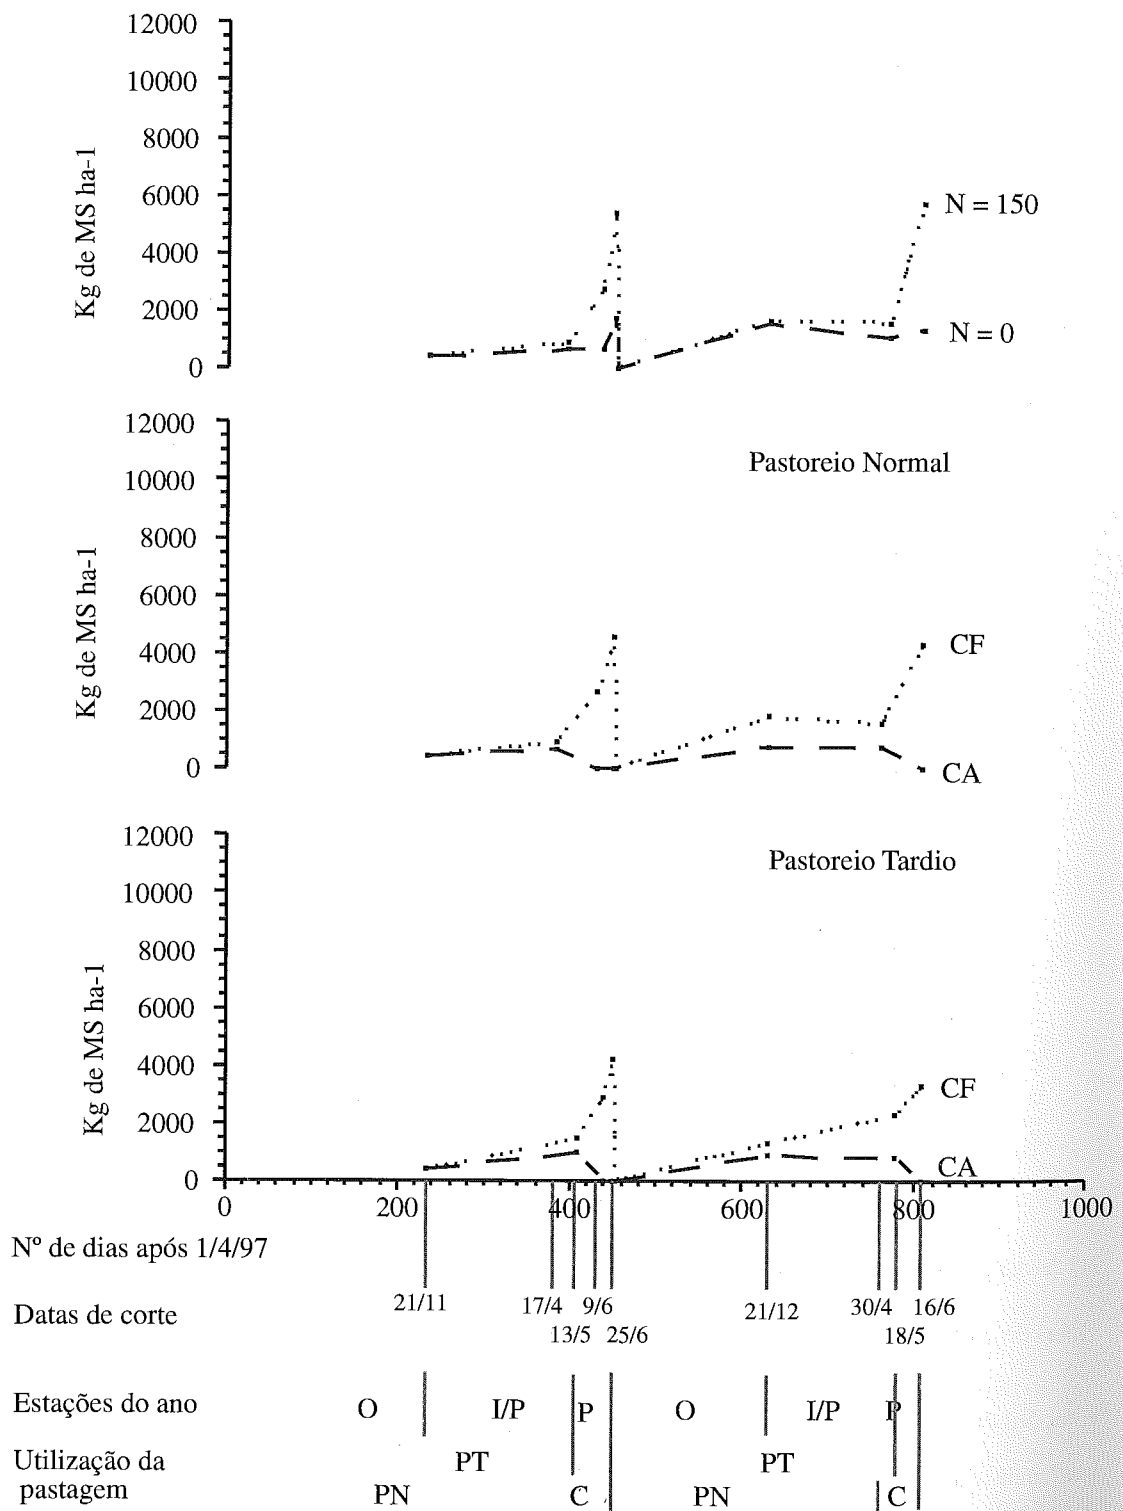 12000
10000
8000
6000
4000
2000
0
Kg de MS ha-1
N = 150
N = 0
12000
10000
8000
6000
4000
2000
0
Kg de MS ha-1
Pastoreio Normal
CF
CA
12000
10000
8000
6000
4000
2000
0
Kg de MS ha-1
Pastoreio Tardio
CF
CA
0 200 400 600 800 1000
Nº de dias após 1/4/97
Datas de corte
21/11 17/4 9/6 21/12 30/4 16/6
13/5 25/6 18/5
Estações do ano O I/P P O I/P P
Utilização da PT PT
pastagem PN C PN C